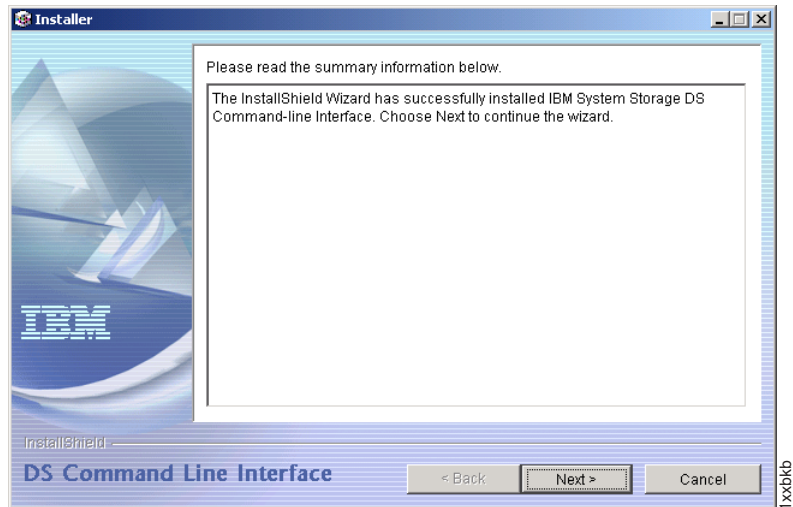 Installer
Please read the summary information below.
The InstallShield Wizard has successfully installed IBM System Storage DS
Command-line Interface. Choose Next to continue the wizard.
IBM
InstallShield
DS Command Line Interface
< Back
Next >
Cancel